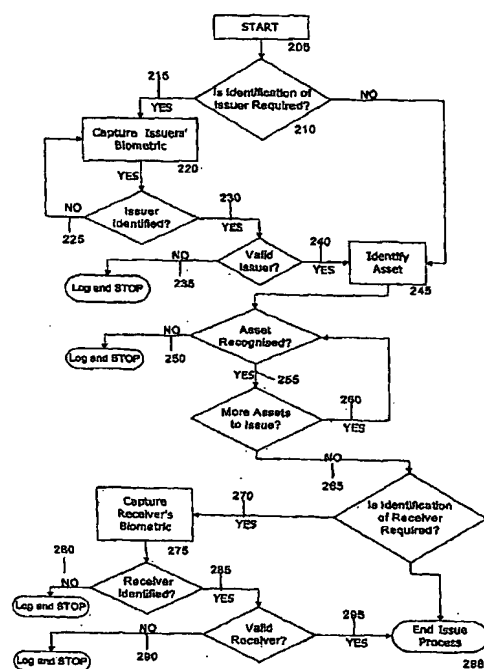 START
205
215
YES
Is Identification of
Issuer Required?
NO
210
Capture Issuers'
Biometric
220
YES
NO
225
Issuer
Identified?
230
YES
NO
235
Valid
Issuer?
240
YES
Identify
Asset
245
Log and STOP
NO
250
Asset
Recognised?
Log and STOP
YES
255
More Assets
to Issue?
260
YES
NO
265
Capture
Receiver's
Biometric
270
YES
Is Identification
of Receiver
Required?
275
280
NO
Receiver
Identified?
285
YES
Log and STOP
NO
290
Valid
Receiver?
295
YES
End Issue
Process
Log and STOP